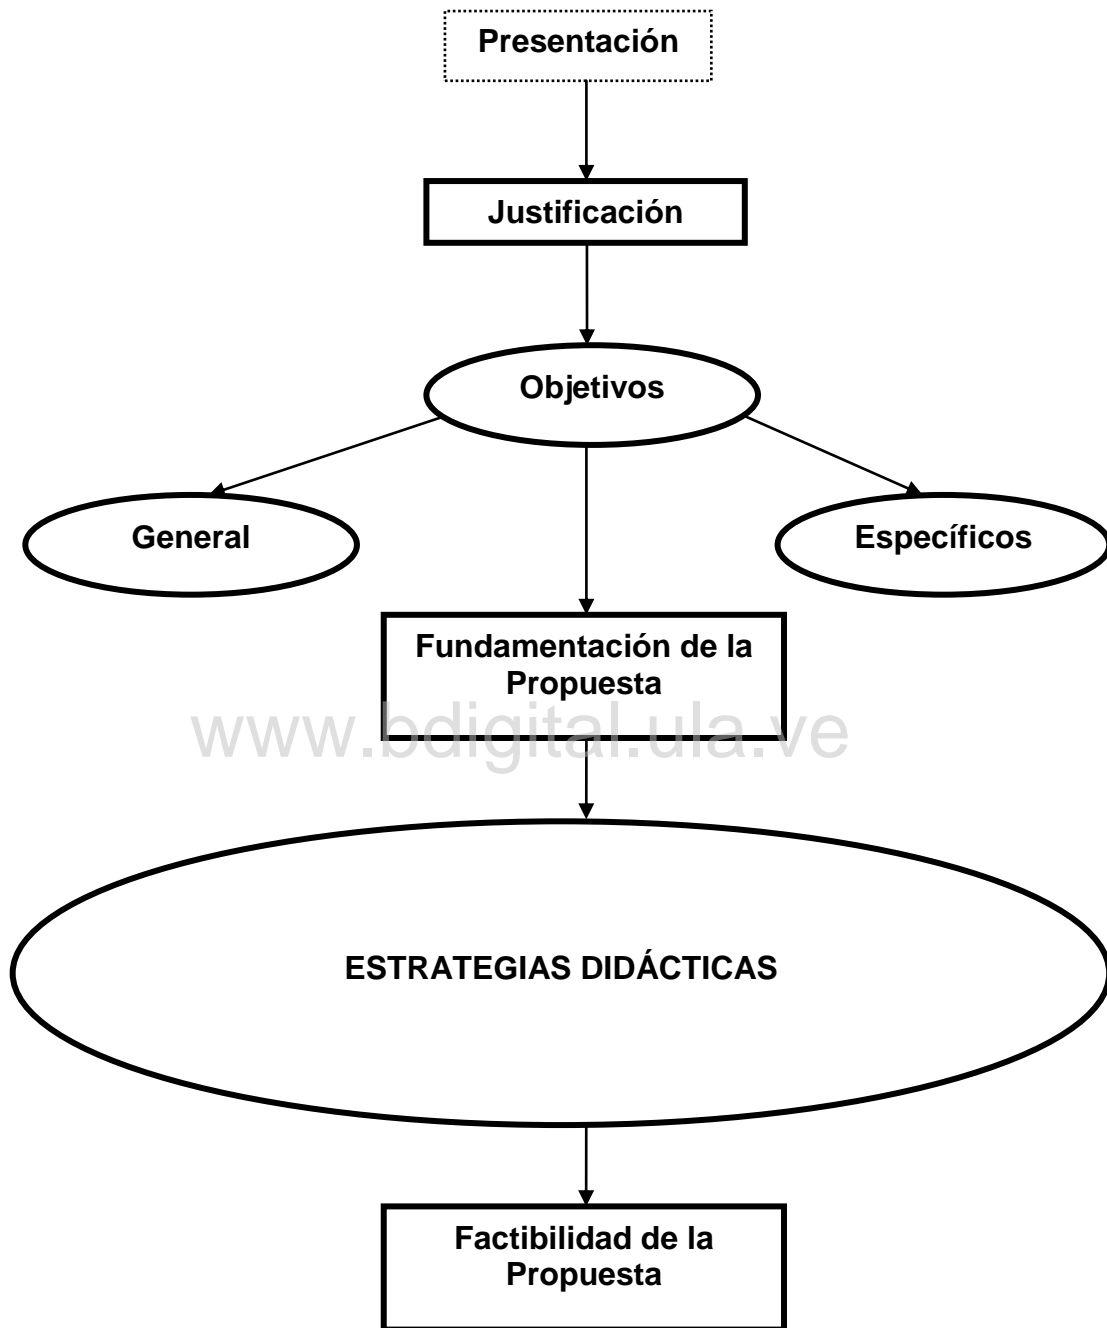 Presentación
Justificación
Objetivos
General
Específicos
Fundamentación de la
Propuesta
www.bdigital.ula.ve
ESTRATEGIAS DIDÁCTICAS
Factibilidad de la
Propuesta